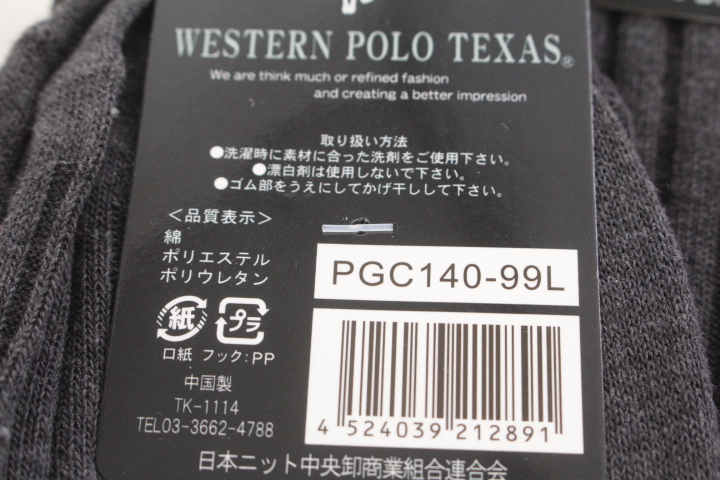 WESTERN POLO TEXAS®
We are think much or refined fashion
and creating a better impression
取り扱い方法
●洗濯時に素材に合った洗剤をご使用下さい。
●漂白剤は使用しないで下さい。
●ゴム部をうえにしてかげ干しして下さい。
＜品質表示＞
綿
ポリエステル
ポリウレタン
PGC140-99L
紙 プラ
口紙 フック:PP
中国製
TK-1114
TEL03-3662-4788
4 524039 212891
日本ニット中央卸商業組合連合会